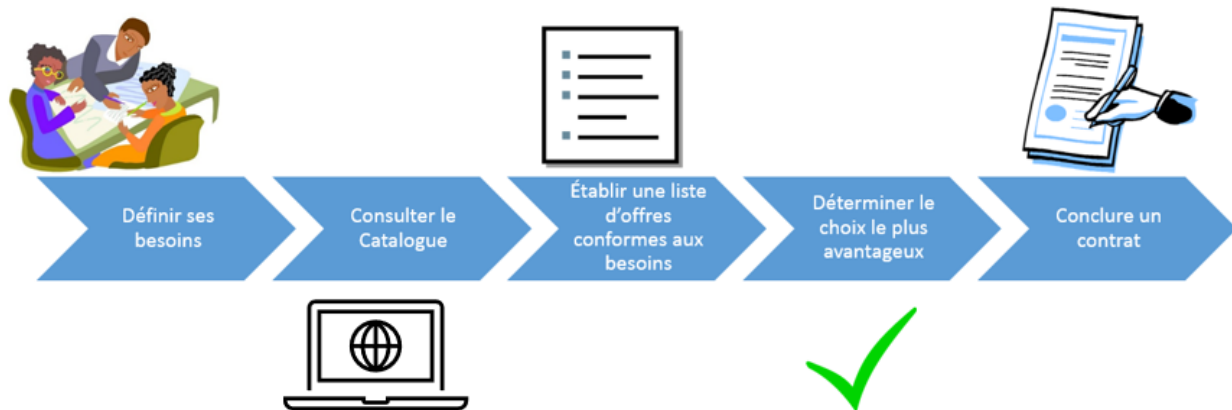 Définir ses
besoins
Consulter le
Catalogue
Établir une liste
d’offres
conformes aux
besoins
Déterminer le
choix le plus
avantageux
Conclure un
contrat